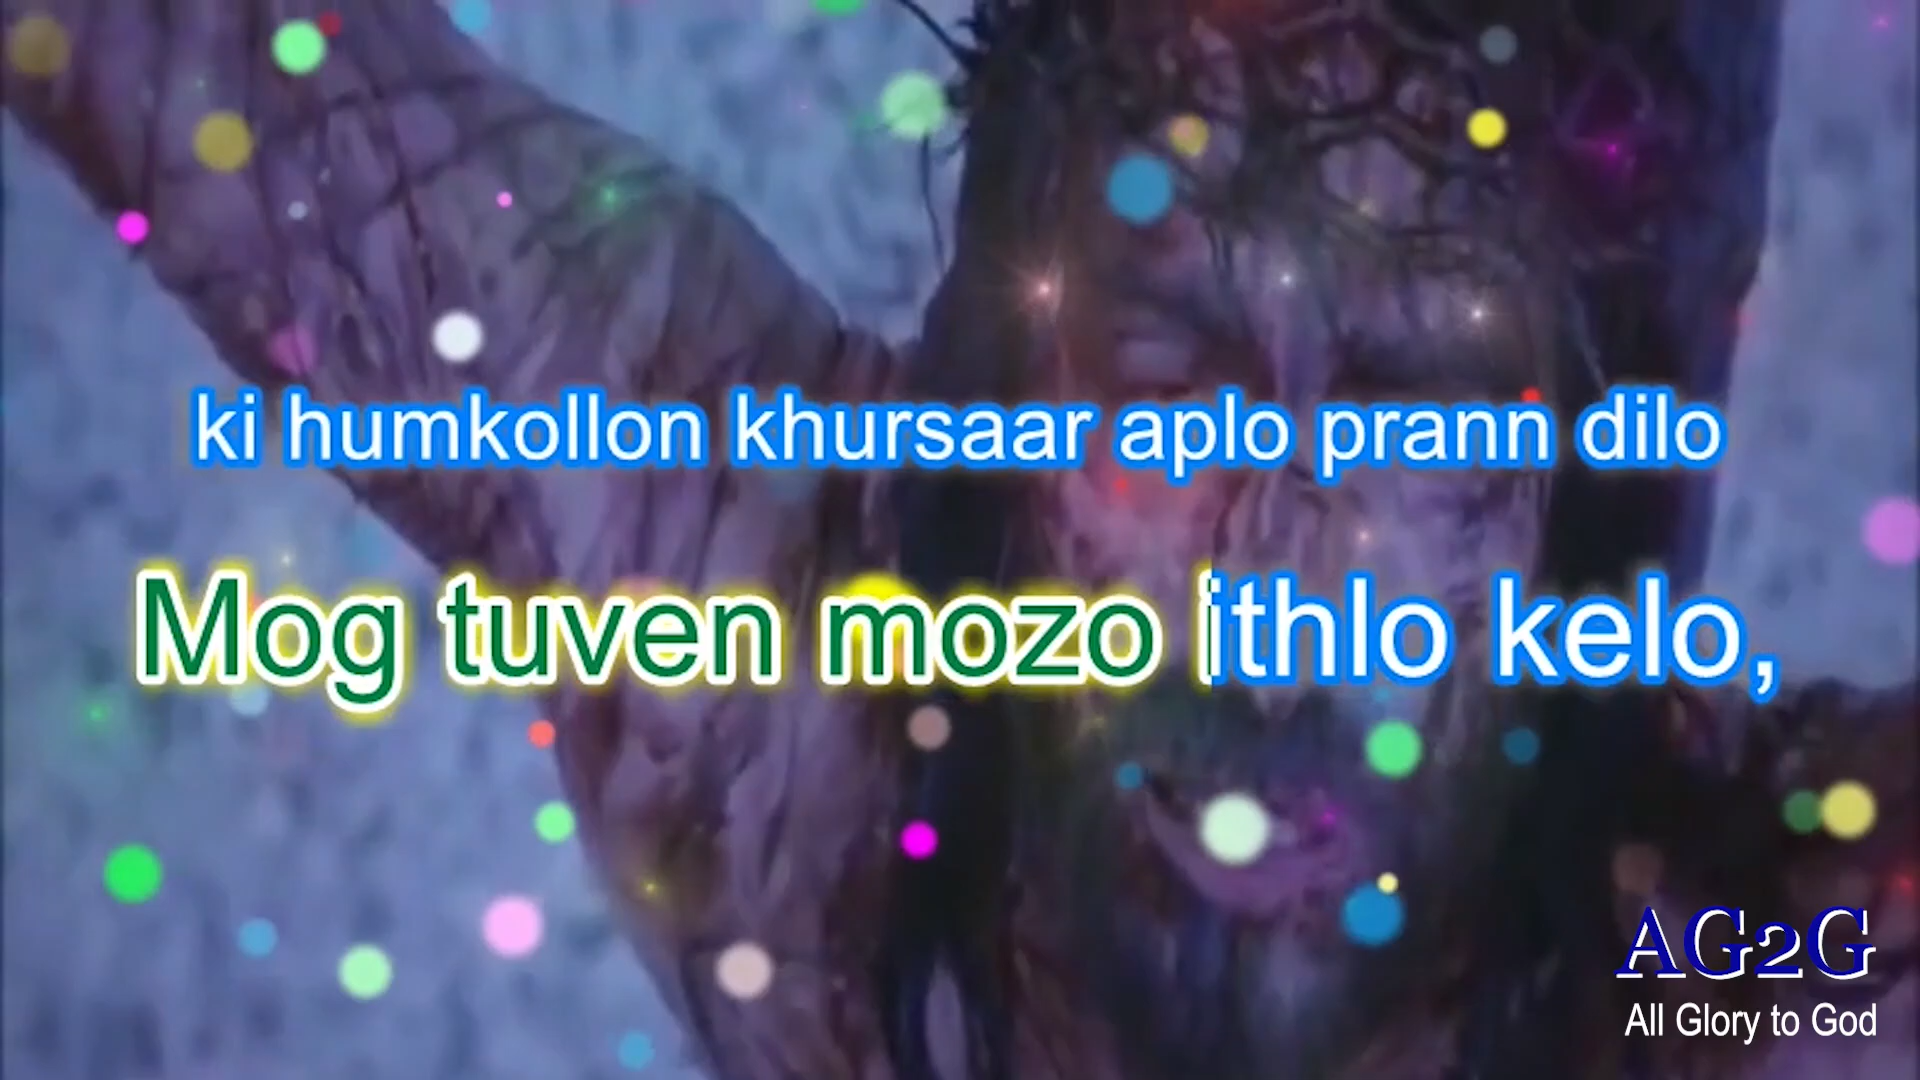 ki humkollon khursaar aplo prann dilo
Mog tuven mozo ithlo kelo,
AG2G
All Glory to God